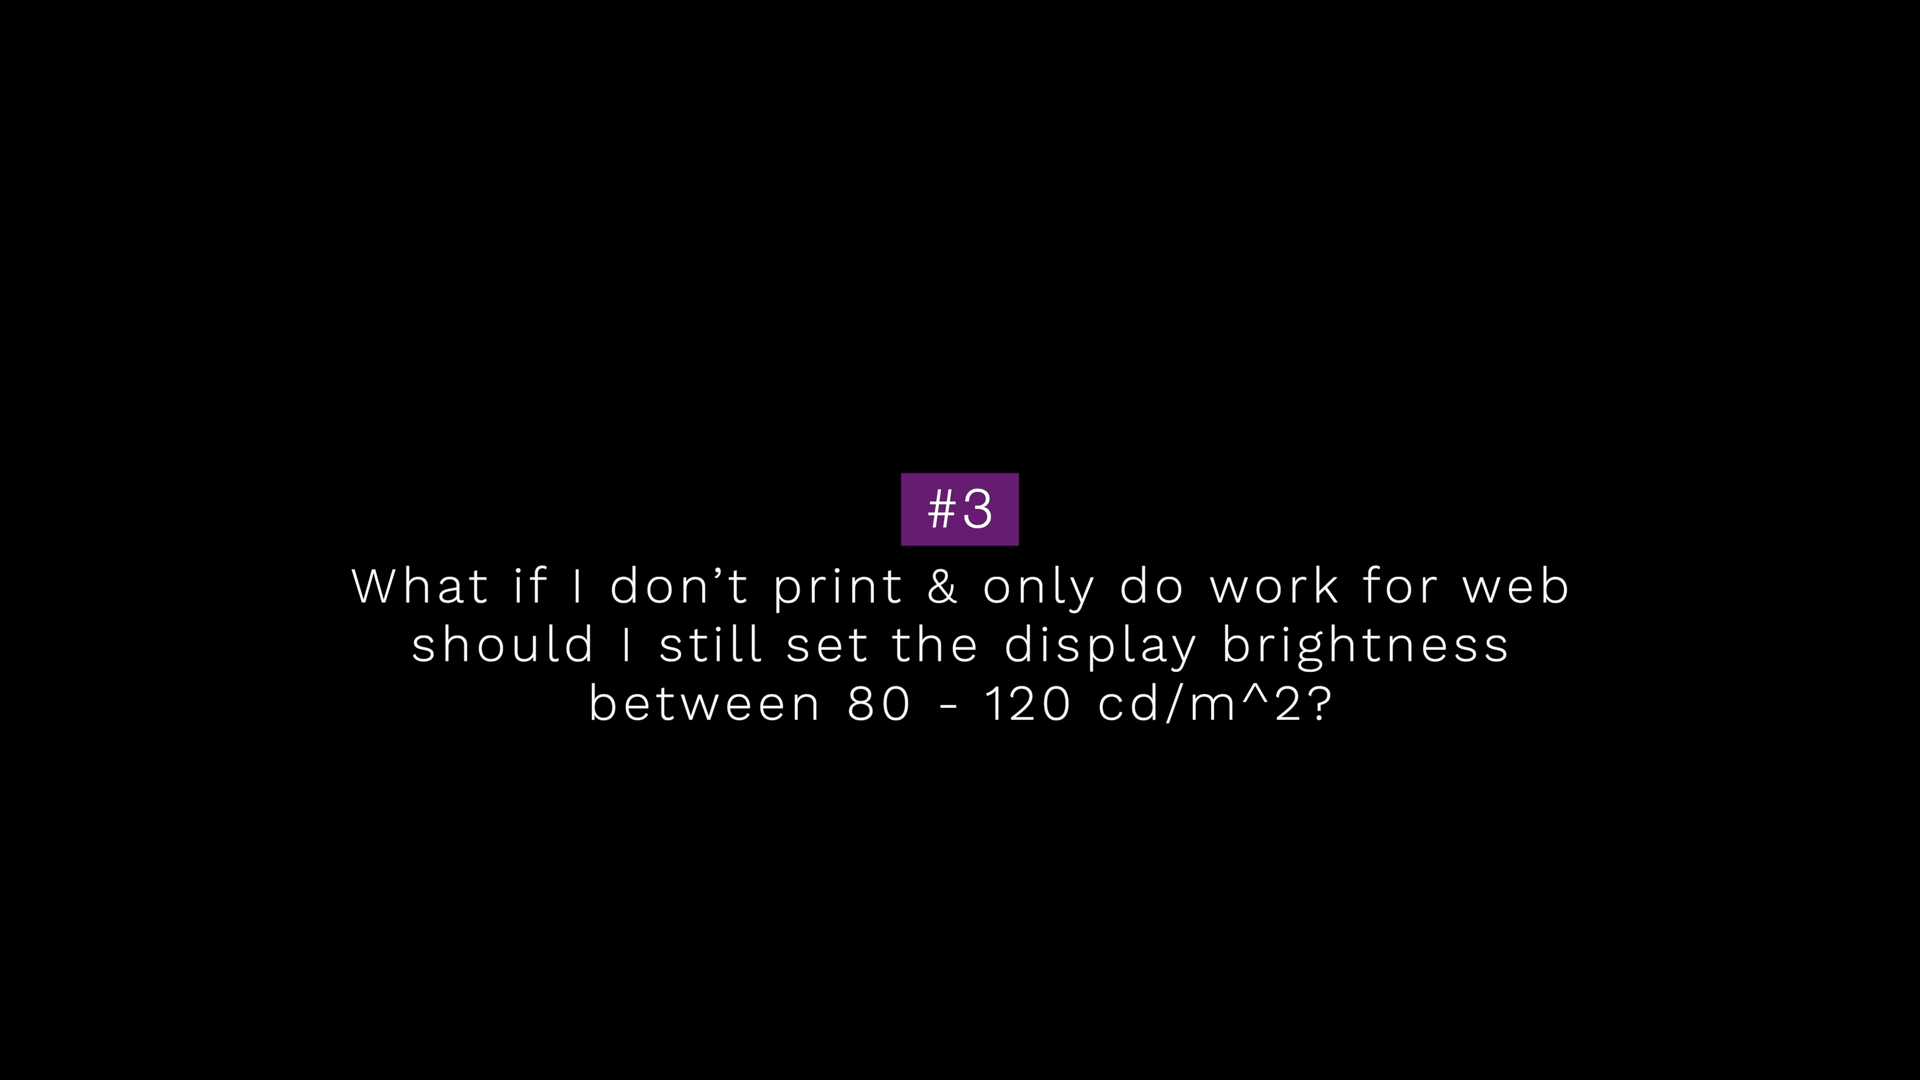 #3
What if I don’t print & only do work for web
should I still set the display brightness
between 80 - 120 cd/m^2?